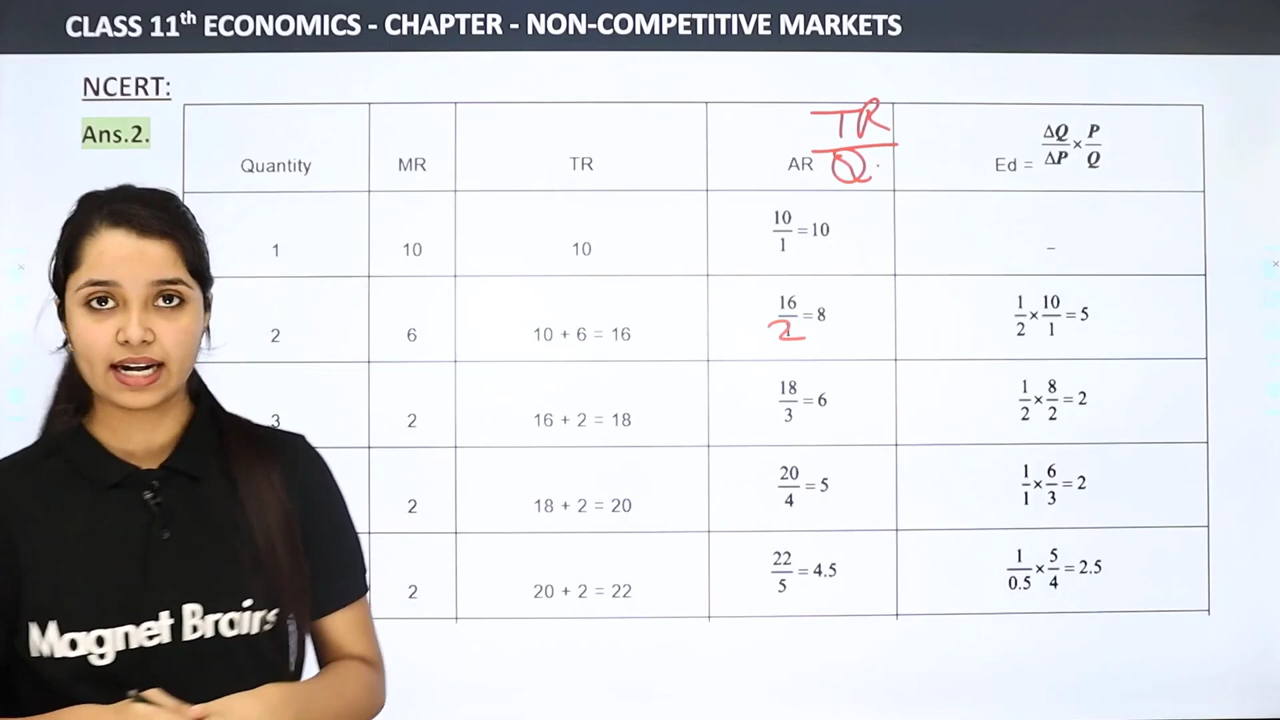 CLASS 11th ECONOMICS - CHAPTER - NON-COMPETITIVE MARKETS
NCERT:
Ans.2.
Quantity MR TR AR TR/Q. Ed = ΔQ/ΔP × P/Q
1 10 10 10/1 = 10 –
2 6 10 + 6 = 16 16/2 = 8 1/2 × 10/1 = 5
3 2 16 + 2 = 18 18/3 = 6 1/2 × 8/2 = 2
2 18 + 2 = 20 20/4 = 5 1/1 × 6/3 = 2
2 20 + 2 = 22 22/5 = 4.5 1/0.5 × 5/4 = 2.5
Magnet Brains